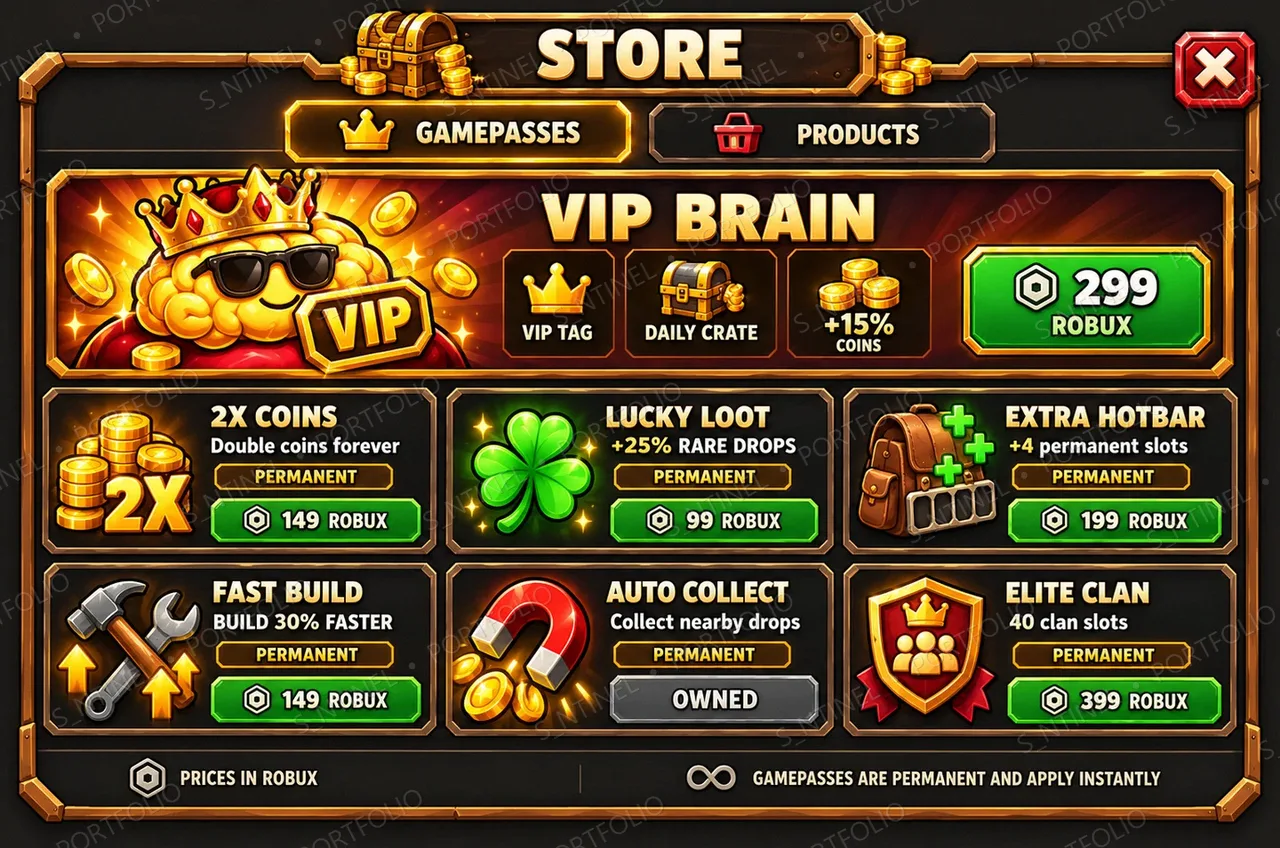 STORE
GAMEPASSES
PRODUCTS
VIP BRAIN
VIP
VIP TAG
DAILY CRATE
+15%
COINS
299
ROBUX
2X COINS
Double coins forever
PERMANENT
2X
149 ROBUX
LUCKY LOOT
+25% RARE DROPS
PERMANENT
99 ROBUX
EXTRA HOTBAR
+4 permanent slots
PERMANENT
199 ROBUX
FAST BUILD
BUILD 30% FASTER
PERMANENT
149 ROBUX
AUTO COLLECT
Collect nearby drops
PERMANENT
OWNED
ELITE CLAN
40 clan slots
PERMANENT
399 ROBUX
PRICES IN ROBUX
GAMEPASSES ARE PERMANENT AND APPLY INSTANTLY
S_NTINEL • PORTFOLIO